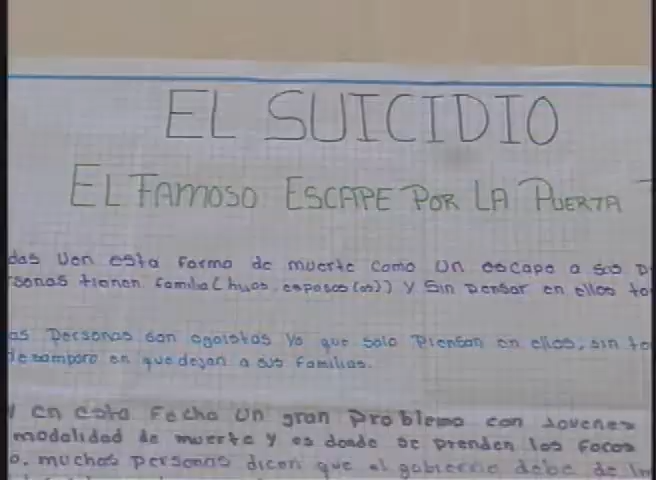 EL SUICIDIO
EL FAMOSO ESCAPE POR LA PUERTA
das ven esta forma de muerte como un escape a sus
sonas tienen familia (hijos, esposos(as)) y sin pensar en ellos to
as personas son egoistas ya que solo piensan en ellos, sin to
desamparo en que dejan a sus familias.
y en esta fecha un gran problema con jovenes
modalidad de muerte y es donde se prenden los focos
o. muchas personas dicen que el gobierno debe de